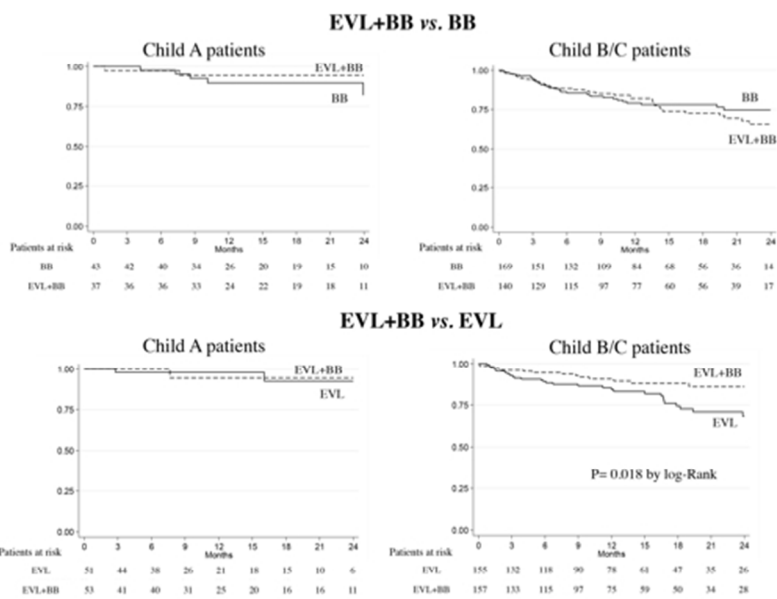 EVL+BB vs. BB
Child A patients
1.00
0.75
0.50
0.25
0.00
EVL+BB
BB
0 3 6 9 12 15 18 21 24
Months
Patients at risk
BB 43 42 40 34 26 20 19 15 10
EVL+BB 37 36 36 33 24 22 19 18 11
Child B/C patients
1.00
0.75
0.50
0.25
0.00
BB
EVL+BB
0 3 6 9 12 15 18 21 24
Months
Patients at risk
BB 169 151 132 109 84 68 56 36 14
EVL+BB 140 129 115 97 77 60 56 39 17
EVL+BB vs. EVL
Child A patients
1.00
0.75
0.50
0.25
0.00
EVL+BB
EVL
0 3 6 9 12 15 18 21 24
Months
Patients at risk
EVL 51 44 38 26 21 18 15 10 6
EVL+BB 53 41 40 31 25 20 16 16 11
Child B/C patients
1.00
0.75
0.50
0.25
0.00
EVL+BB
EVL
P= 0.018 by log-Rank
0 3 6 9 12 15 18 21 24
Months
Patients at risk
EVL 155 132 118 90 78 61 47 35 26
EVL+BB 157 133 115 97 75 59 50 34 28